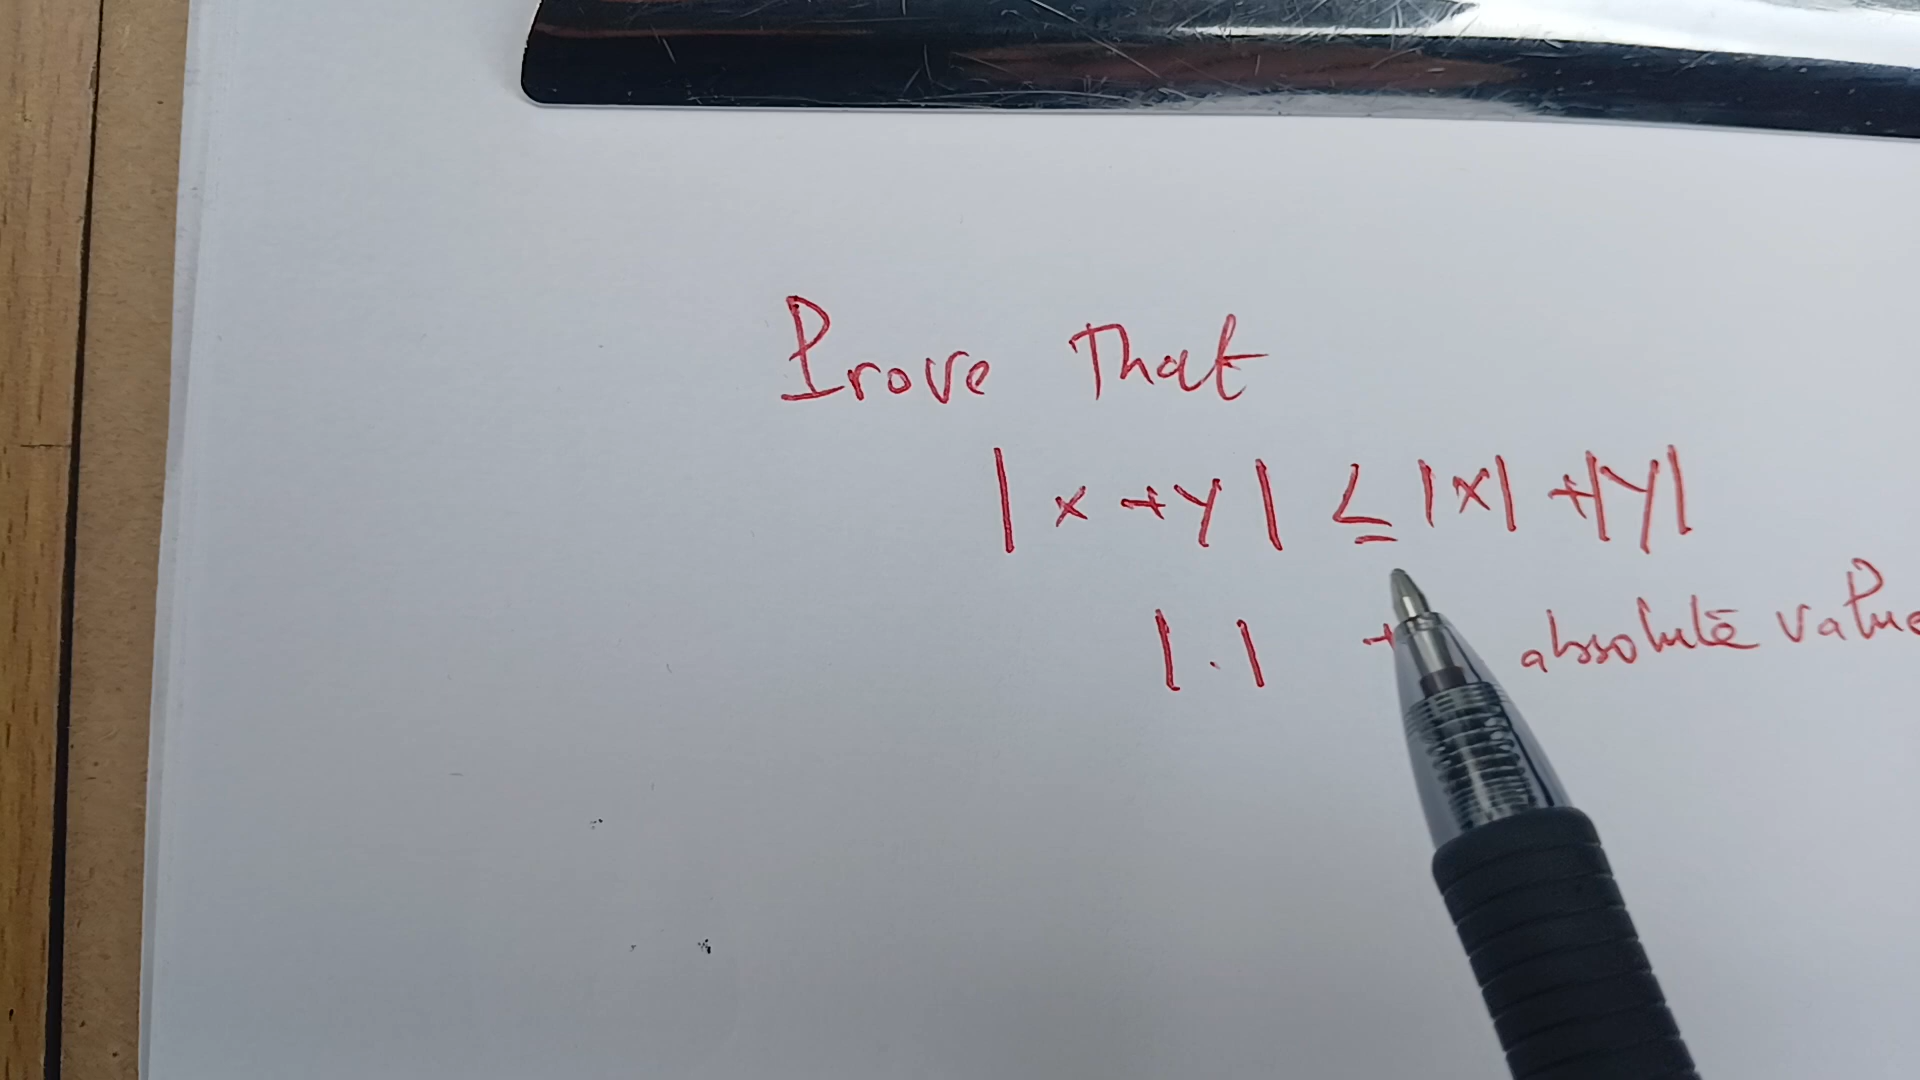 Prove That
| x + y | ≤ |x| + |y|
|.| absolute value